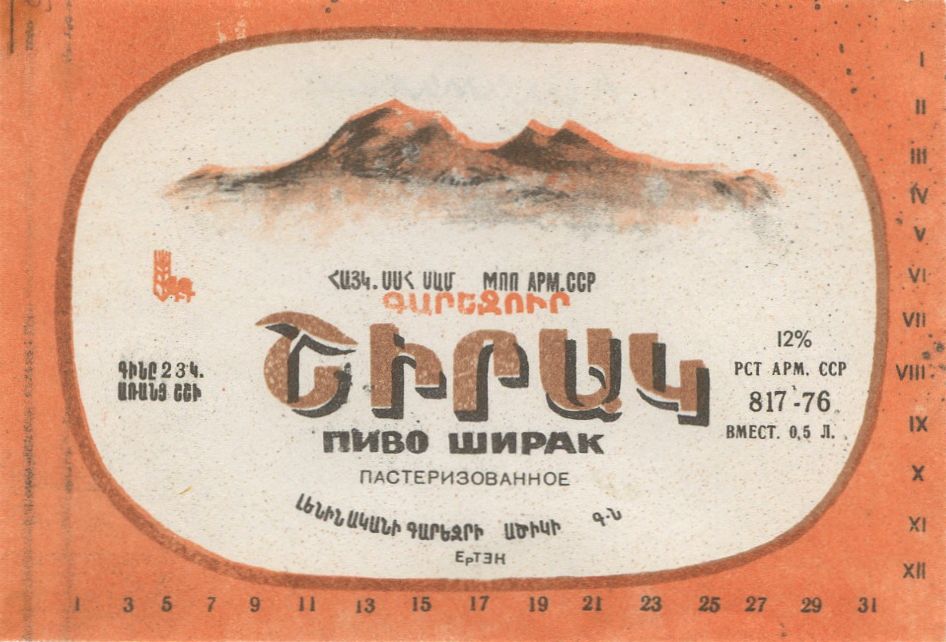 ՀԱՅԿ. ՍՍՀ ՍԱՄ МПП АРМ.ССР
ԳԱՐԵՋՈՒՐ
ՇԻՐԱԿ
ПИВО ШИРАК
ПАСТЕРИЗОВАННОЕ
ԼԵՆԻՆԱԿԱՆԻ ԳԱՐԵՋՐԻ ԱԾԻԿԻ Գ-Ն
ЕрТЭН
ԳԻՆԸ 23 Կ.
ԱՌԱՆՑ ՇՇԻ
12%
РСТ АРМ. ССР
817-76
ВМЕСТ. 0,5 Л.
I
II
III
IV
V
VI
VII
VIII
IX
X
XI
XII
1 3 5 7 9 11 13 15 17 19 21 23 25 27 29 31